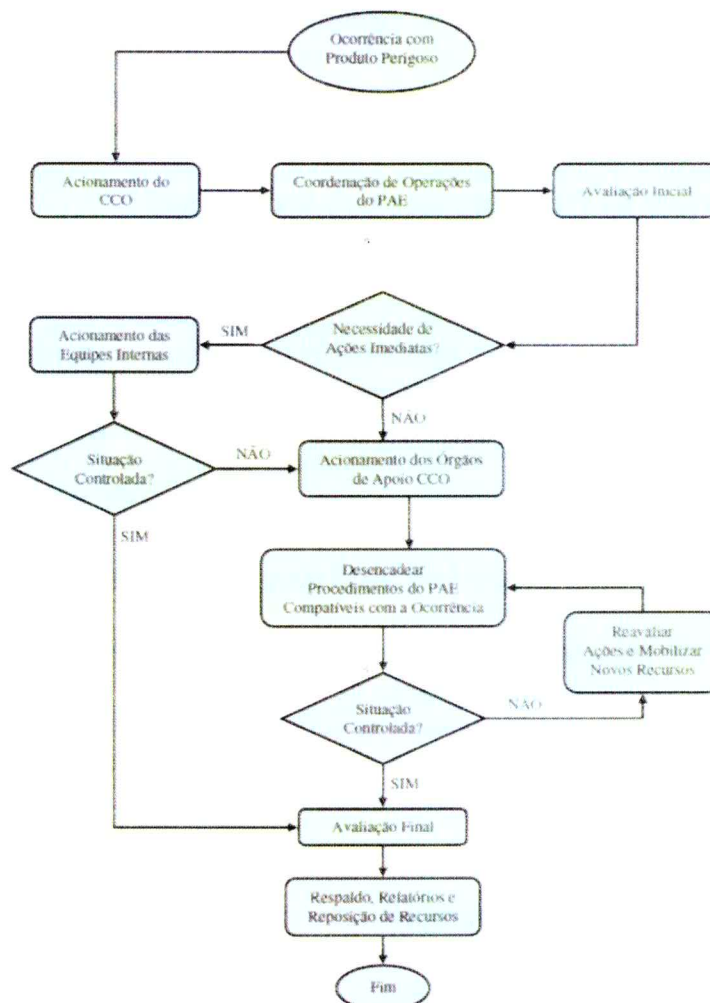 Ocorrência com
Produto Perigoso
Acionamento do
CCO
Coordenação de Operações
do PAE
Avaliação Inicial
Necessidade de
Ações Imediatas?
SIM
Acionamento das
Equipes Internas
NÃO
Situação
Controlada?
NÃO
Acionamento dos Órgãos
de Apoio CCO
SIM
Desencadear
Procedimentos do PAE
Compatíveis com a Ocorrência
Reavaliar
Ações e Mobilizar
Novos Recursos
Situação
Controlada?
NÃO
SIM
Avaliação Final
Respaldo, Relatórios e
Reposição de Recursos
Fim